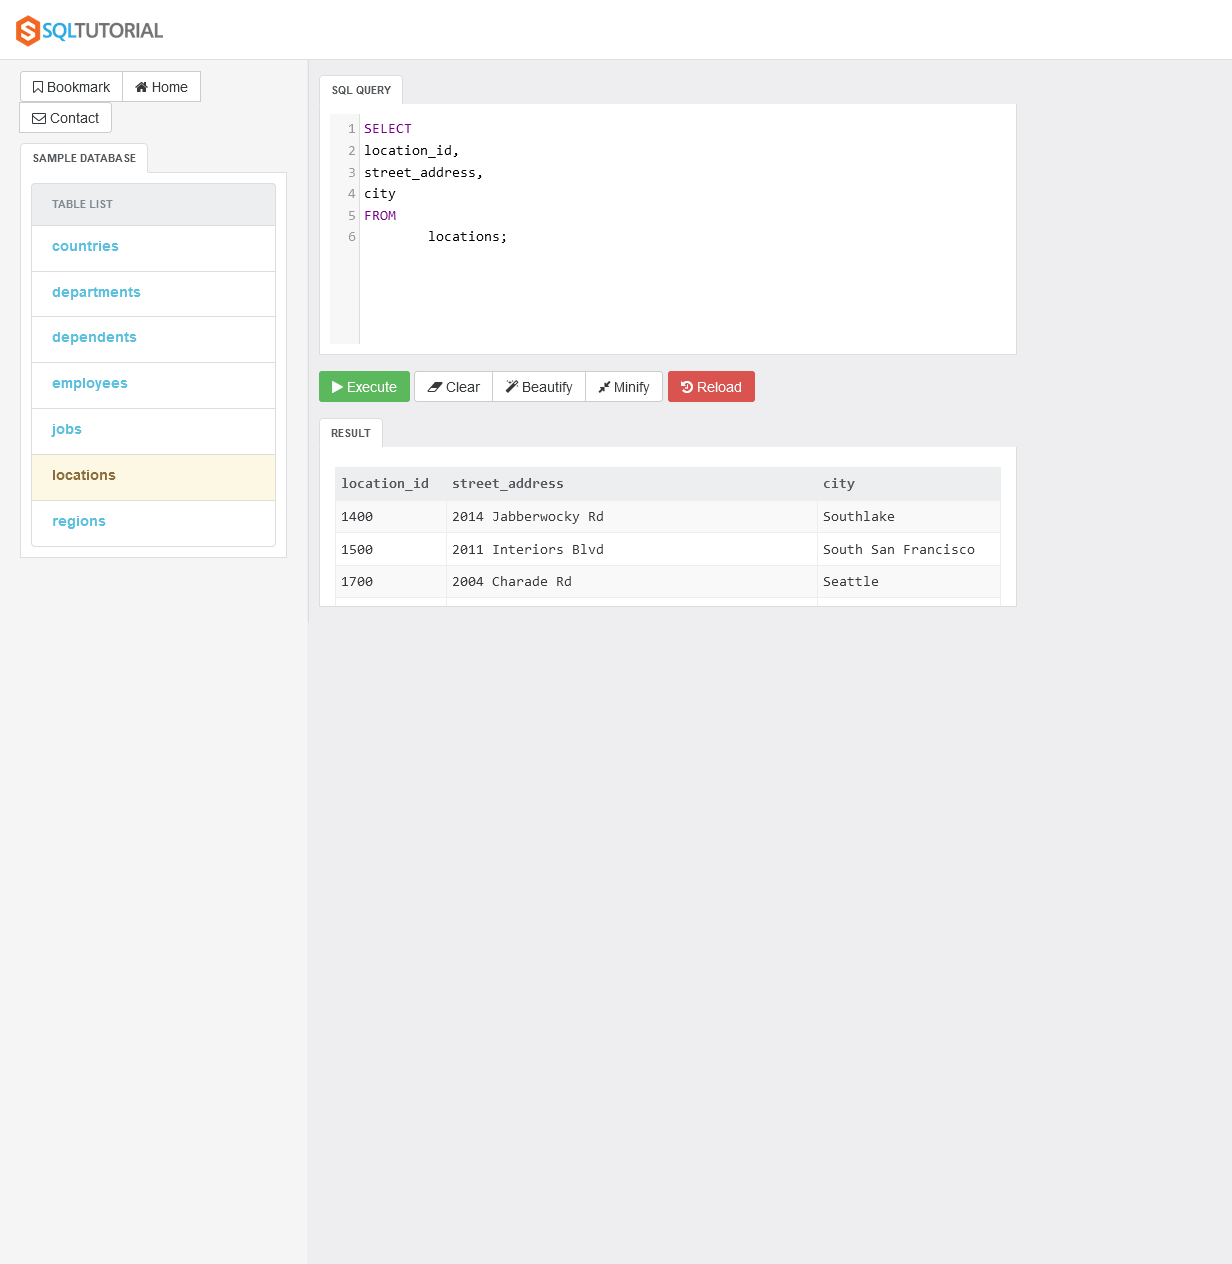 SQLTUTORIAL
Bookmark Home
Contact
SAMPLE DATABASE
TABLE LIST
countries
departments
dependents
employees
jobs
locations
regions
SQL QUERY
1 SELECT
2 location_id,
3 street_address,
4 city
5 FROM
6 locations;
Execute Clear Beautify Minify Reload
RESULT
location_id street_address city
1400 2014 Jabberwocky Rd Southlake
1500 2011 Interiors Blvd South San Francisco
1700 2004 Charade Rd Seattle